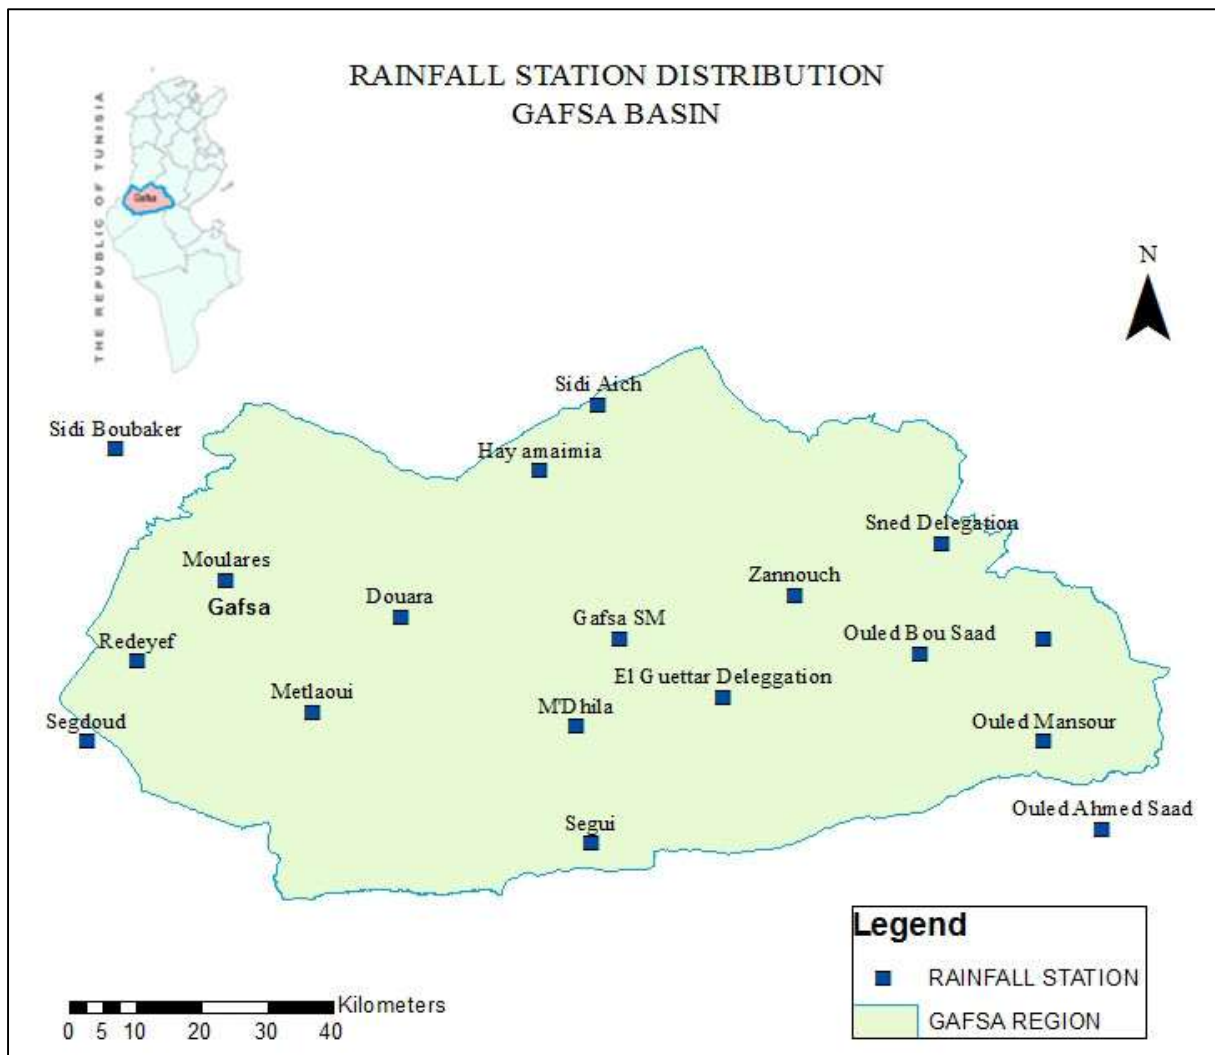 RAINFALL STATION DISTRIBUTION
GAFSA BASIN
THE REPUBLIC OF TUNISIA
Gafsa
N
Sidi Aich
Sidi Boubaker
Hay amaimia
Sned Delegation
Moulares
Gafsa
Zannouch
Douara
Gafsa SM
Redeyef
Ouled Bou Saad
El Guettar Deleggation
Metlaoui
M'Dhila
Segdoud
Ouled Mansour
Ouled Ahmed Saad
Segui
Legend
RAINFALL STATION
GAFSA REGION
Kilometers
0 5 10 20 30 40